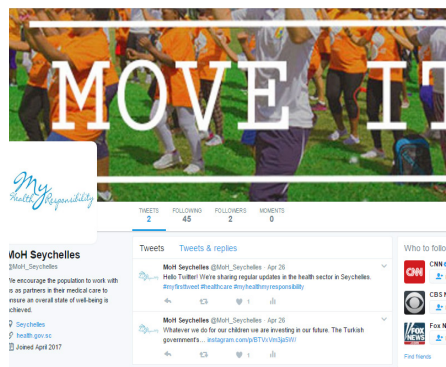 MOVE IT
My
Health Responsibility
TWEETS FOLLOWING FOLLOWERS MOMENTS
2 45 2 0
MoH Seychelles
@MoH_Seychelles
We encourage the population to work with
us as partners in their medical care to
ensure an overall state of well-being is
achieved.
Seychelles
health.gov.sc
Joined April 2017
Tweets Tweets & replies
MoH Seychelles @MoH_Seychelles · Apr 26
Hello Twitter! We're sharing regular updates in the health sector in Seychelles.
#myfirsttweet #healthcare #myhealthmyresponsibility
1
MoH Seychelles @MoH_Seychelles · Apr 26
Whatever we do for our children we are investing in our future. The Turkish
government's... instagram.com/p/BTVxVm3ja5W/
1
Who to follo
CNN
CNN
CBS N
FOX
NEWS
Fox N
Find friends